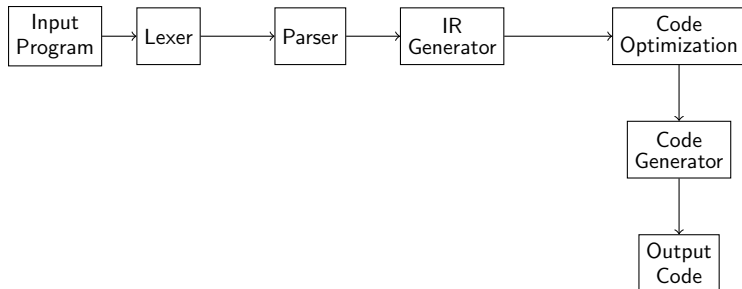 Input
Program
Lexer
Parser
IR
Generator
Code
Optimization
Code
Generator
Output
Code